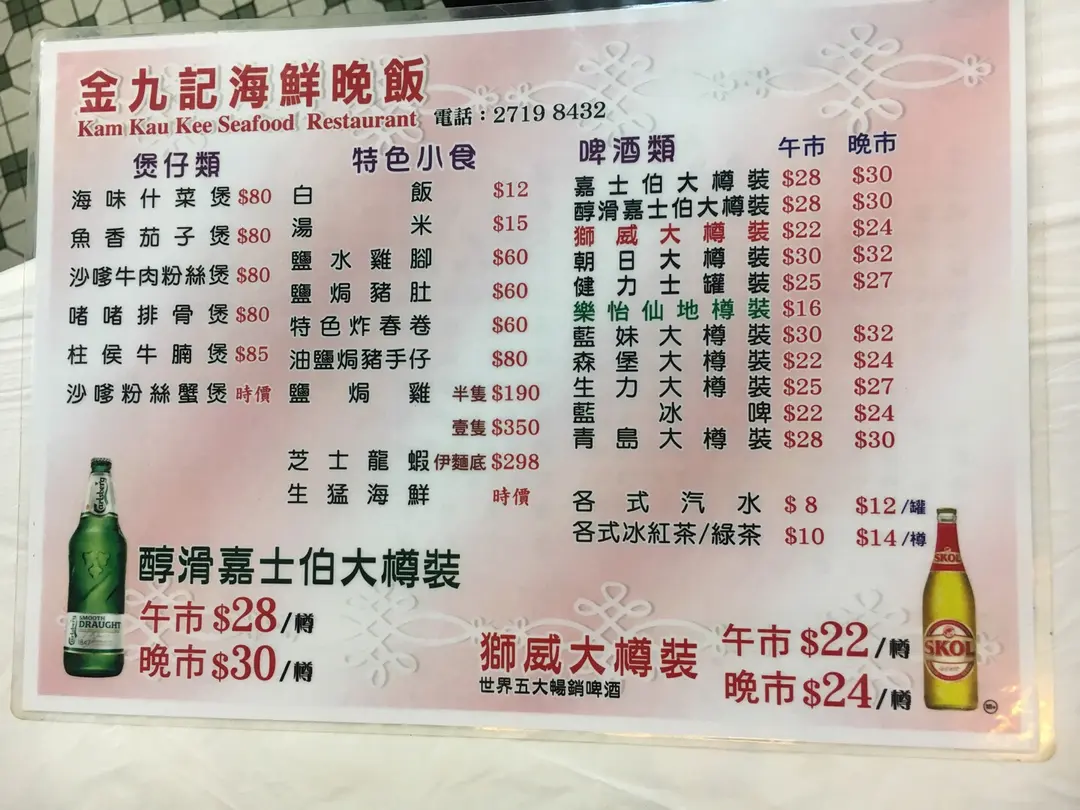 金九記海鮮晚飯
Kam Kau Kee Seafood Restaurant 電話：2719 8432
煲仔類
海味什菜煲 $80
魚香茄子煲 $80
沙嗲牛肉粉絲煲 $80
啫啫排骨煲 $80
柱侯牛腩煲 $85
沙嗲粉絲蟹煲 時價
特色小食
白飯 $12
湯米 $15
鹽水雞腳 $60
鹽焗豬肚 $60
特色炸春卷 $60
油鹽焗豬手仔 $80
鹽焗雞 半隻 $190
壹隻 $350
芝士龍蝦 伊麵底 $298
生猛海鮮 時價
啤酒類 午市 晚市
嘉士伯大樽裝 $28 $30
醇滑嘉士伯大樽裝 $28 $30
獅威大樽裝 $22 $24
朝日大樽裝 $30 $32
健力士罐裝 $25 $27
樂怡仙地樽裝 $16
藍妹大樽裝 $30 $32
森堡大樽裝 $22 $24
生力大樽裝 $25 $27
藍冰啤 $22 $24
青島大樽裝 $28 $30
各式汽水 $8 $12/罐
各式冰紅茶/綠茶 $10 $14/樽
Carlsberg
SMOOTH
DRAUGHT
Carlsberg
醇滑嘉士伯大樽裝
午市 $28/樽
晚市 $30/樽
獅威大樽裝
世界五大暢銷啤酒
午市 $22/樽
晚市 $24/樽
SKOL
SKOL